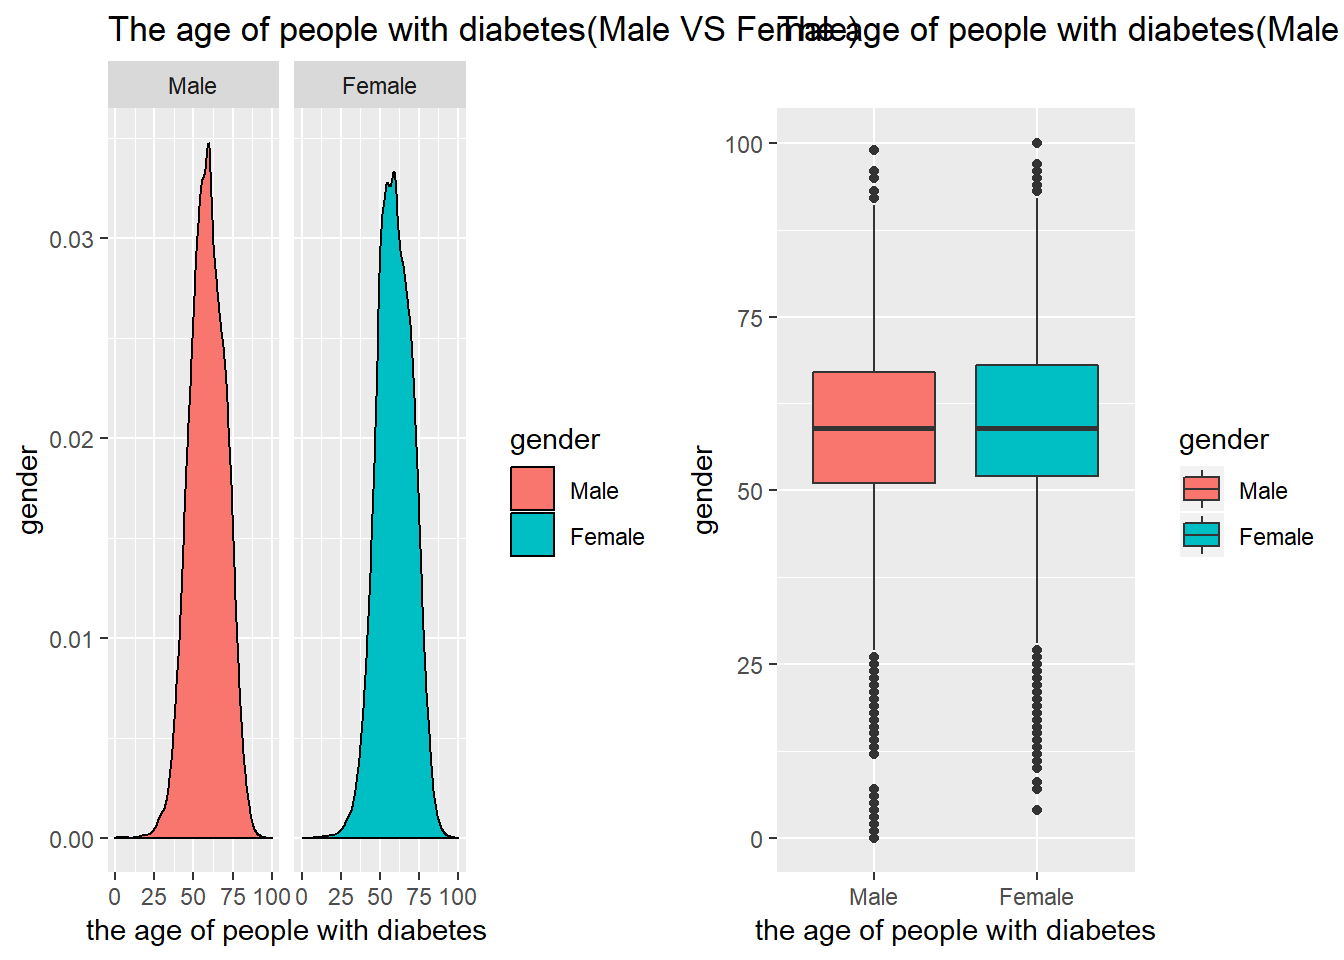 The age of people with diabetes(Male VS Female)
Male
Female
0.03
0.02
0.01
0.00
gender
0 25 50 75 100
0 25 50 75 100
the age of people with diabetes
gender
Male
Female
The age of people with diabetes(Male
100
75
50
25
0
gender
Male
Female
the age of people with diabetes
gender
Male
Female